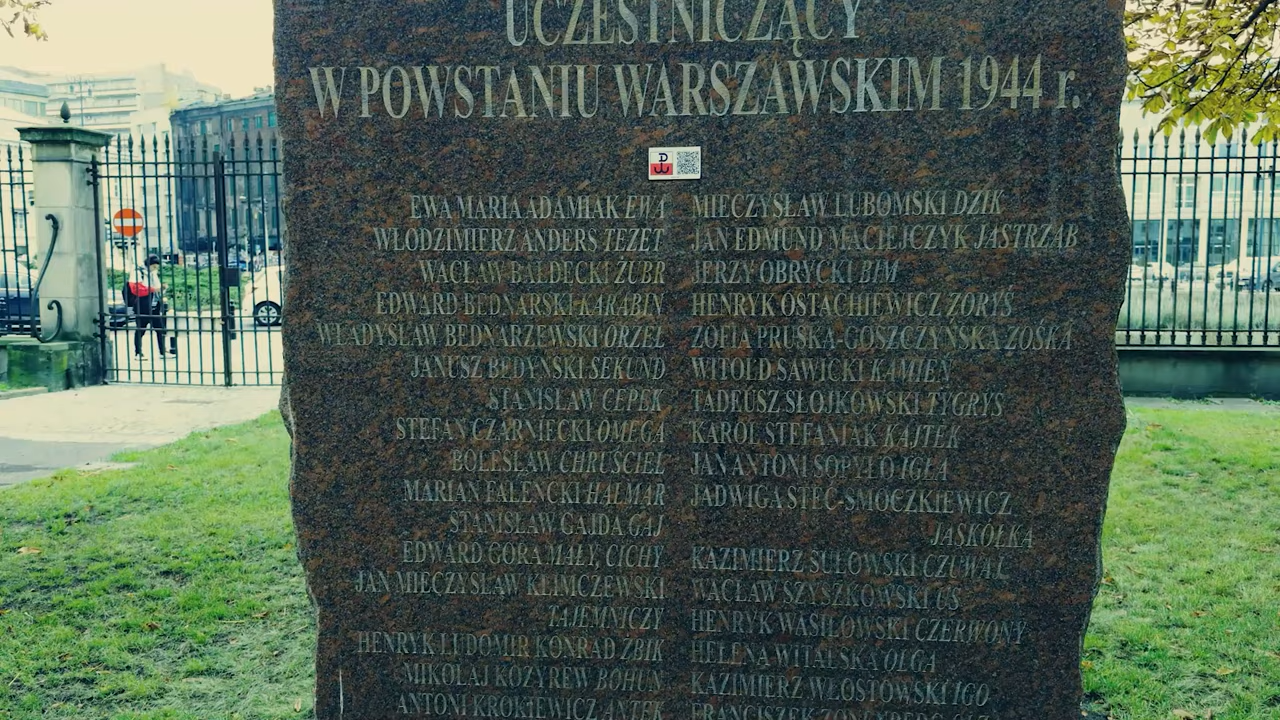 UCZESTNICZĄCY
W POWSTANIU WARSZAWSKIM 1944 r.
EWA MARIA ADAMIAK EWA
WŁODZIMIERZ ANDERS TEZET
WACŁAW BALDECKI ŻUBR
EDWARD BEDNARSKI KARABIN
WŁADYSŁAW BEDNARZEWSKI ORZEŁ
JANUSZ BEDYŃSKI SEKUND
STANISŁAW CEPEK
STEFAN CZARNIECKI OMEGA
BOLESŁAW CHRUŚCIEL
MARIAN FALENCKI HALMAR
STANISŁAW GAJDA GAJ
EDWARD GÓRA MAŁY, CICHY
JAN MIECZYSŁAW KLIMCZEWSKI
TAJEMNICZY
HENRYK LUDOMIR KONRAD ŻBIK
MIKOŁAJ KOZYREW BOHUN
ANTONI KROKIEWICZ ANTEK
MIECZYSŁAW LUBOMSKI DZIK
JAN EDMUND MACIEJCZYK JASTRZĄB
JERZY OBRYCKI BIM
HENRYK OSTACHIEWICZ ZORYŚ
ZOFIA PRUSKA-GOSZCZYŃSKA ZOŚKA
WITOLD SAWICKI KAMIEŃ
TADEUSZ SŁOJKOWSKI TYGRYS
KAROL STEFANIAK KAJTEK
JAN ANTONI SOPYŁO IGŁA
JADWIGA STEC-SMOCZKIEWICZ
JASKÓŁKA
KAZIMIERZ SUŁOWSKI CZUWAĆ
WACŁAW SZYSZKOWSKI US
HENRYK WASIŁOWSKI CZERWONY
HELENA WITALSKA OLGA
KAZIMIERZ WŁOSTOWSKI IGO
FRANCISZEK